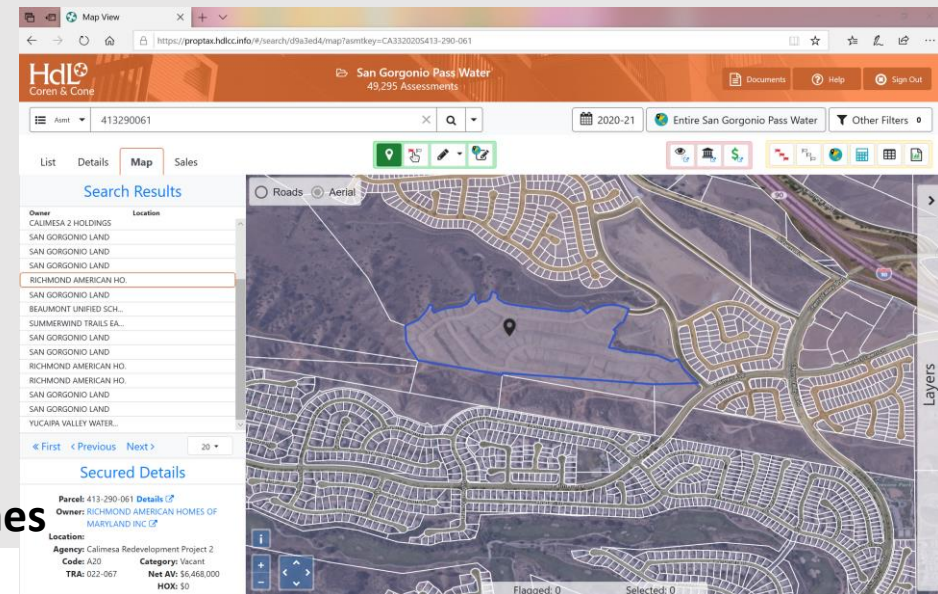 Map View
https://proptax.hdlcc.info/#/search/d9a3ed4/map?asmtkey=CA3320205413-290-061
HdL
Coren & Cone
San Gorgonio Pass Water
49,295 Assessments
Documents
Help
Sign Out
Asmt
413290061
2020-21
Entire San Gorgonio Pass Water
Other Filters 0
List Details Map Sales
Search Results
Roads Aerial
Owner Location
CALIMESA 2 HOLDINGS
SAN GORGONIO LAND
SAN GORGONIO LAND
SAN GORGONIO LAND
RICHMOND AMERICAN HO.
SAN GORGONIO LAND
BEAUMONT UNIFIED SCH...
SUMMERWIND TRAILS EA...
SAN GORGONIO LAND
SAN GORGONIO LAND
RICHMOND AMERICAN HO.
RICHMOND AMERICAN HO.
SAN GORGONIO LAND
SAN GORGONIO LAND
YUCAIPA VALLEY WATER...
« First ‹ Previous Next › 20
Layers
Secured Details
Parcel: 413-290-061 Details
Owner: RICHMOND AMERICAN HOMES OF
MARYLAND INC
Location:
Agency: Calimesa Redevelopment Project 2
Code: A20 Category: Vacant
TRA: 022-067 Net AV: $6,468,000
HOX: $0
Flagged: 0 Selected: 0